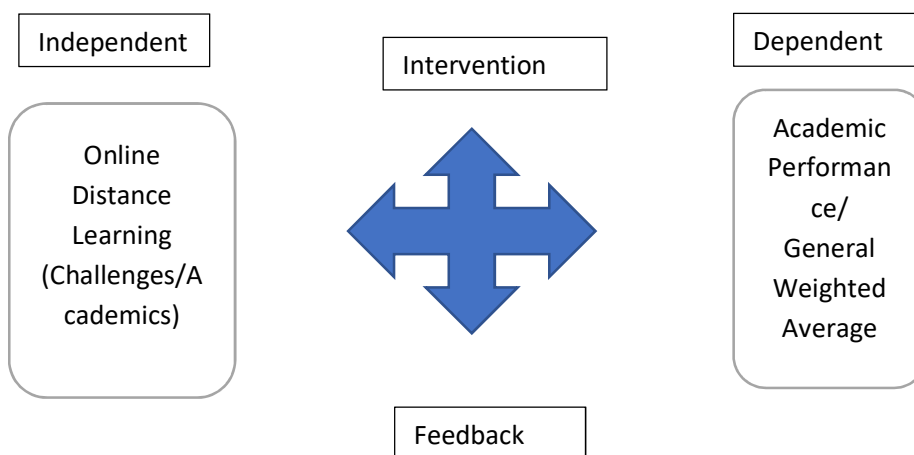 Independent
Intervention
Dependent
Online
Distance
Learning
(Challenges/A
cademics)
Academic
Performan
ce/
General
Weighted
Average
Feedback